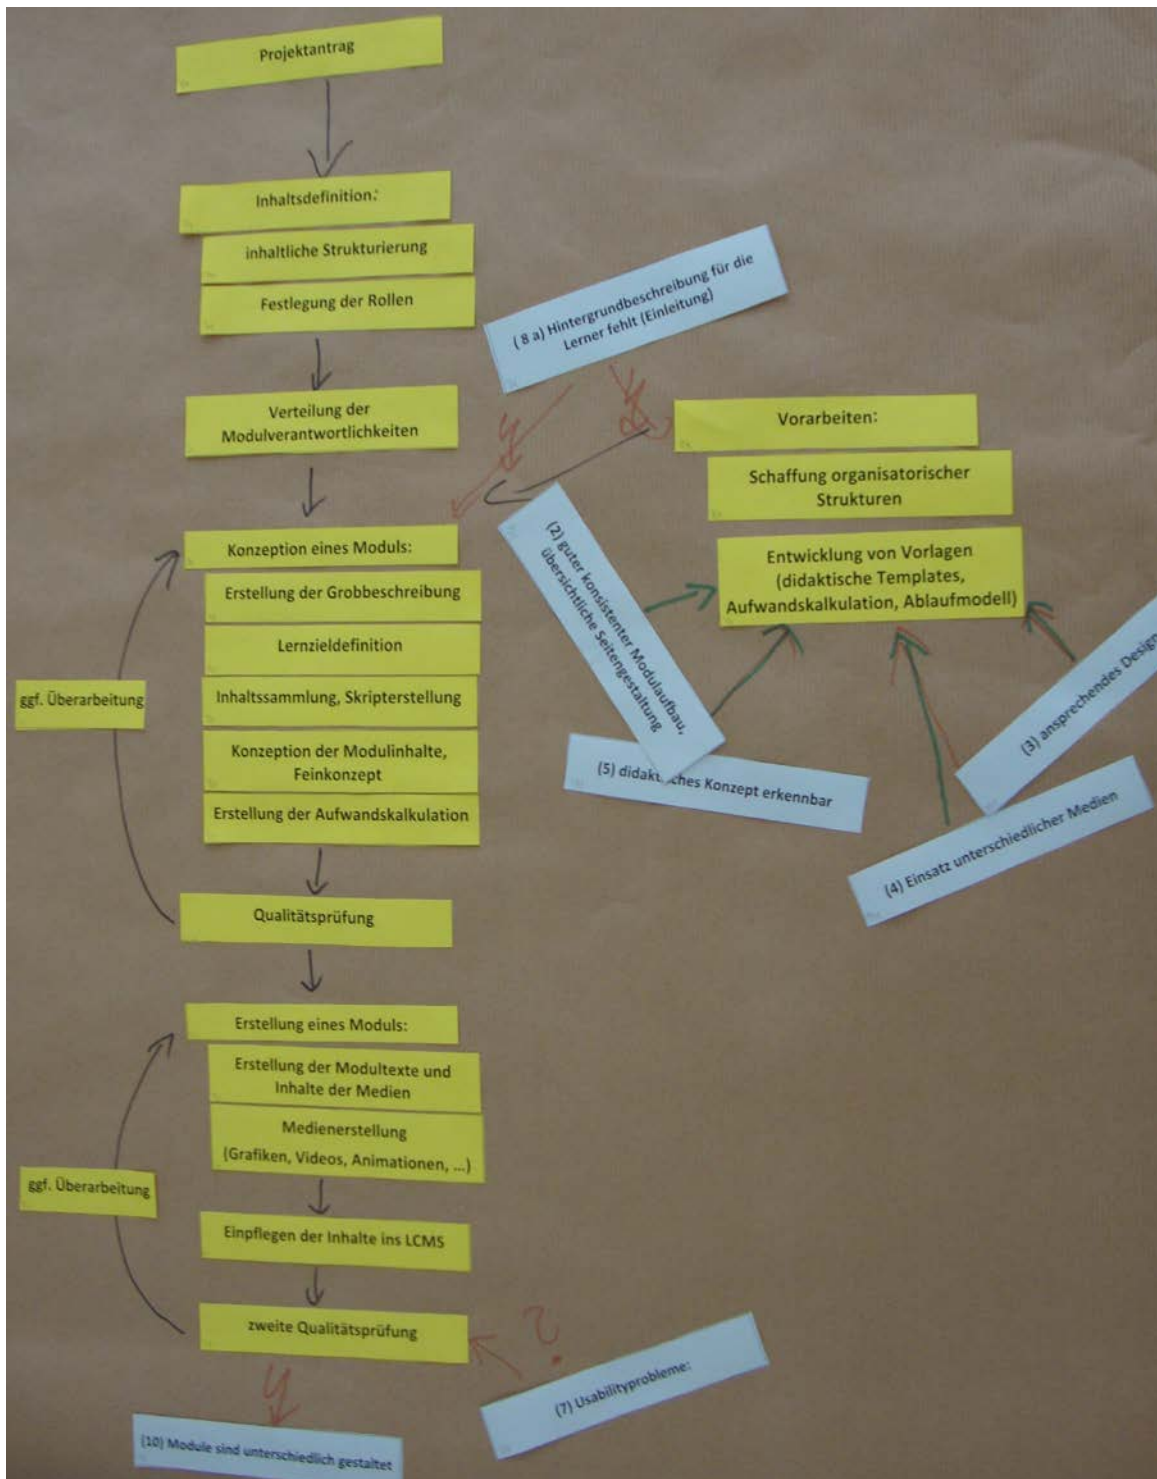 Projektantrag
Inhaltsdefinition:
inhaltliche Strukturierung
Festlegung der Rollen
( 8 a) Hintergrundbeschreibung für die
Lerner fehlt (Einleitung)
Verteilung der
Modulverantwortlichkeiten
Vorarbeiten:
Schaffung organisatorischer
Strukturen
Entwicklung von Vorlagen
(didaktische Templates,
Aufwandskalkulation, Ablaufmodell)
(2) guter konsistenter Modulaufbau,
übersichtliche Seitengestaltung
(5) didakt ches Konzept erkennbar
(3) ansprechendes Design
(4) Einsatz unterschiedlicher Medien
Konzeption eines Moduls:
Erstellung der Grobbeschreibung
Lernzieldefinition
Inhaltssammlung, Skripterstellung
Konzeption der Modulinhalte,
Feinkonzept
Erstellung der Aufwandskalkulation
ggf. Überarbeitung
Qualitätsprüfung
Erstellung eines Moduls:
Erstellung der Modultexte und
Inhalte der Medien
Medienerstellung
(Grafiken, Videos, Animationen, ...)
ggf. Überarbeitung
Einpflegen der Inhalte ins LCMS
zweite Qualitätsprüfung
?
(7) Usabilityprobleme:
(10) Module sind unterschiedlich gestaltet